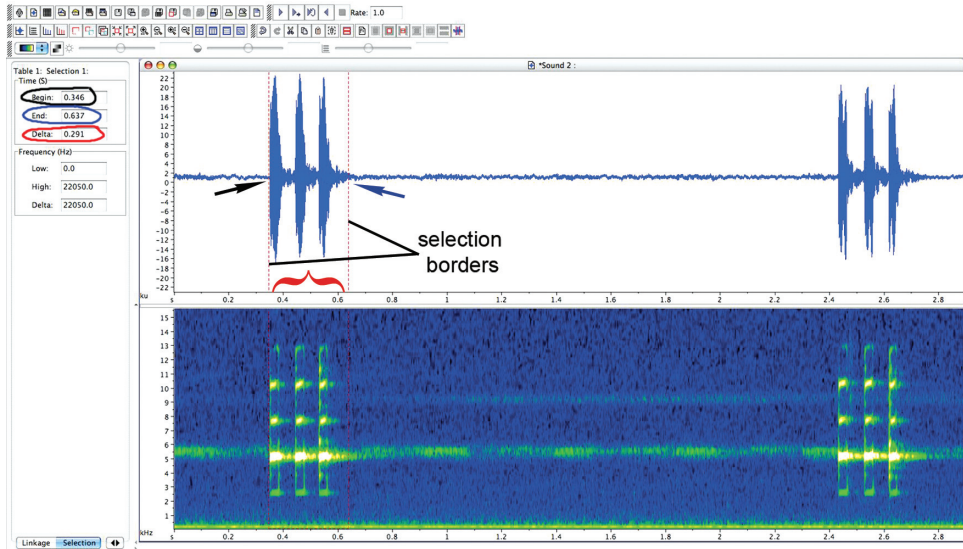 Rate: 1.0
Table 1: Selection 1:
Time (S)
Begin: 0.346
End: 0.637
Delta: 0.291
Frequency (Hz)
Low: 0.0
High: 22050.0
Delta: 22050.0
Linkage Selection
*Sound 2 :
22
20
18
16
14
12
10
8
6
4
2
0
-2
-4
-6
-8
-10
-12
-14
-16
-18
-20
-22
selection
borders
ku
s 0.2 0.4 0.6 0.8 1 1.2 1.4 1.6 1.8 2 2.2 2.4 2.6 2.8
15
14
13
12
11
10
9
8
7
6
5
4
3
2
1
kHz
s 0.2 0.4 0.6 0.8 1 1.2 1.4 1.6 1.8 2 2.2 2.4 2.6 2.8